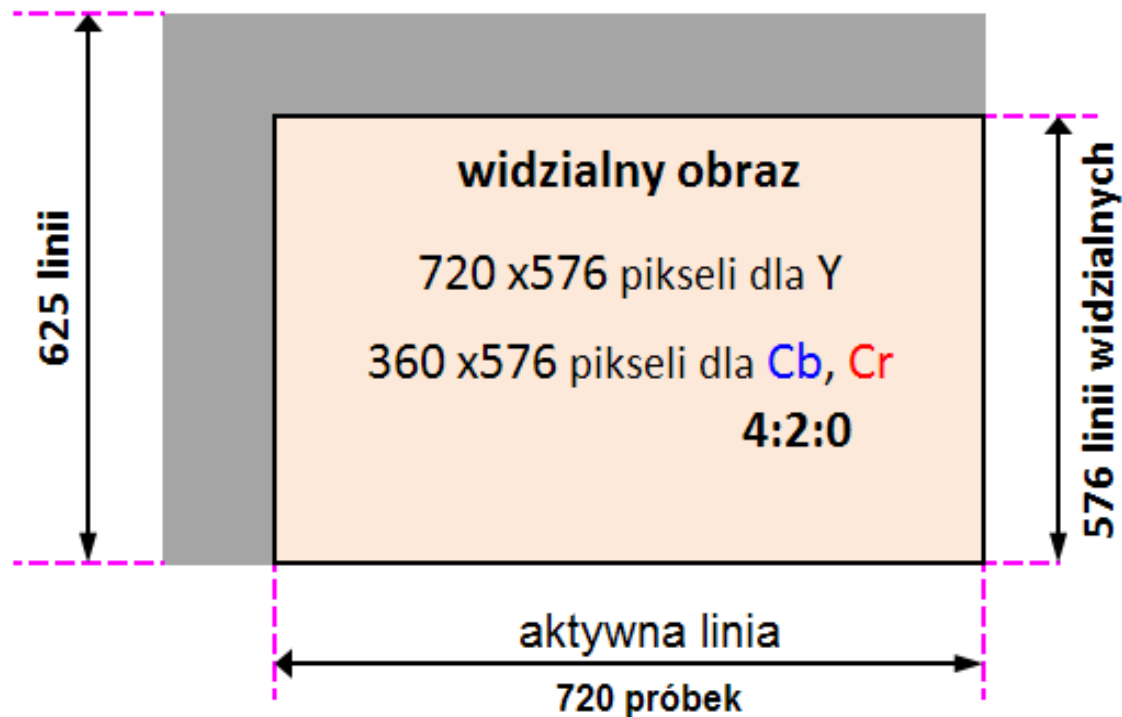 625 linii
widzialny obraz
720 x576 pikseli dla Y
360 x576 pikseli dla Cb, Cr
4:2:0
576 linii widzialnych
aktywna linia
720 próbek